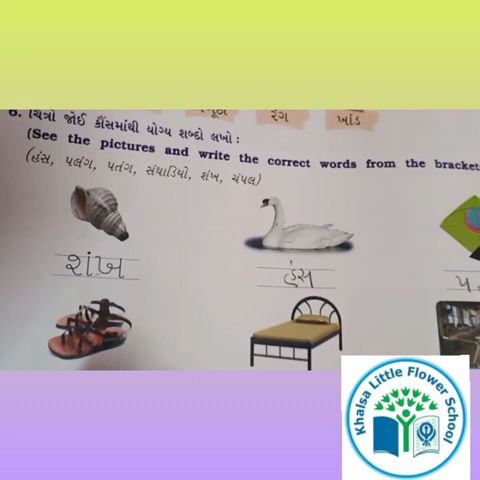 રંગ ખાંડ
6. ચિત્રો જોઈ કૌંસમાંથી યોગ્ય શબ્દો લખો :
(See the pictures and write the correct words from the bracket
(હંસ, પલંગ, પતંગ, સંઘાડિયો, શંખ, ચંપલ)
શંખ હંસ
Khalsa Little Flower School